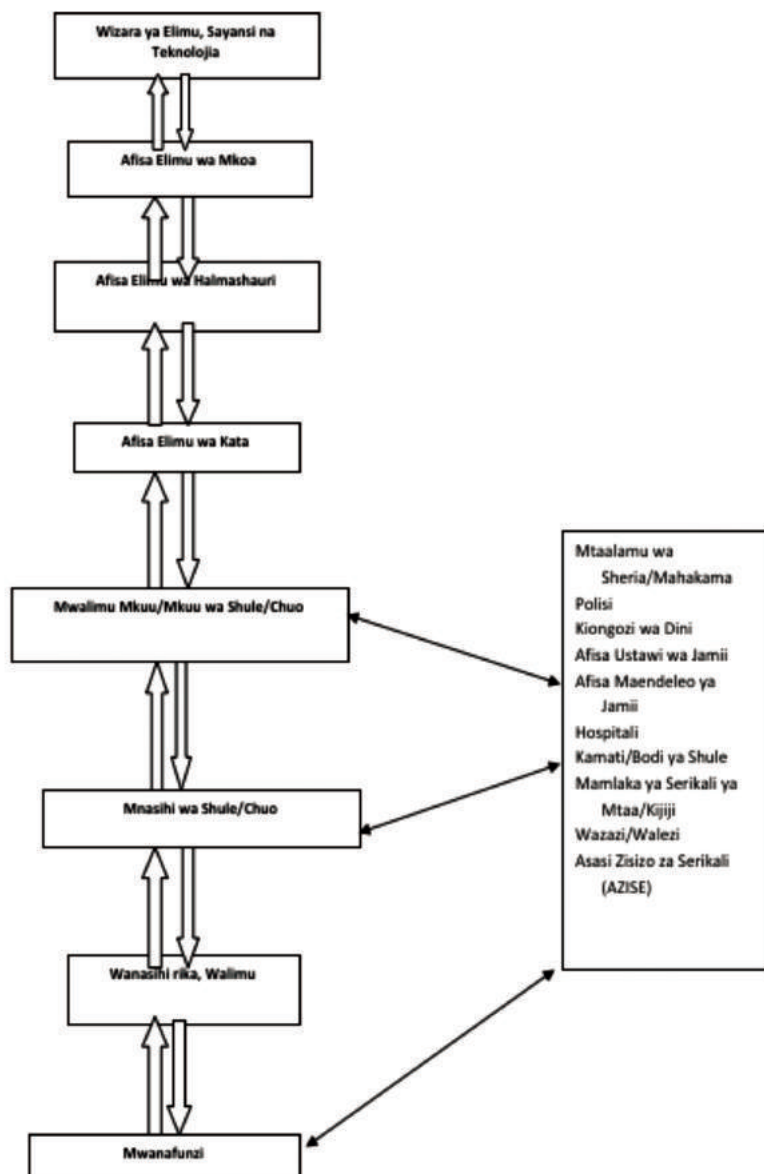 Wizara ya Elimu, Sayansi na
Teknolojia
Afisa Elimu wa Mkoa
Afisa Elimu wa Halmashauri
Afisa Elimu wa Kata
Mwalimu Mkuu/Mkuu wa Shule/Chuo
Mnasihi wa Shule/Chuo
Wanasihi rika, Walimu
Mwanafunzi
Mtaalamu wa
Sheria/Mahakama
Polisi
Kiongozi wa Dini
Afisa Ustawi wa Jamii
Afisa Maendeleo ya
Jamii
Hospitali
Kamati/Bodi ya Shule
Mamlaka ya Serikali ya
Mtaa/Kijiji
Wazazi/Walezi
Asasi Zisizo za Serikali
(AZISE)